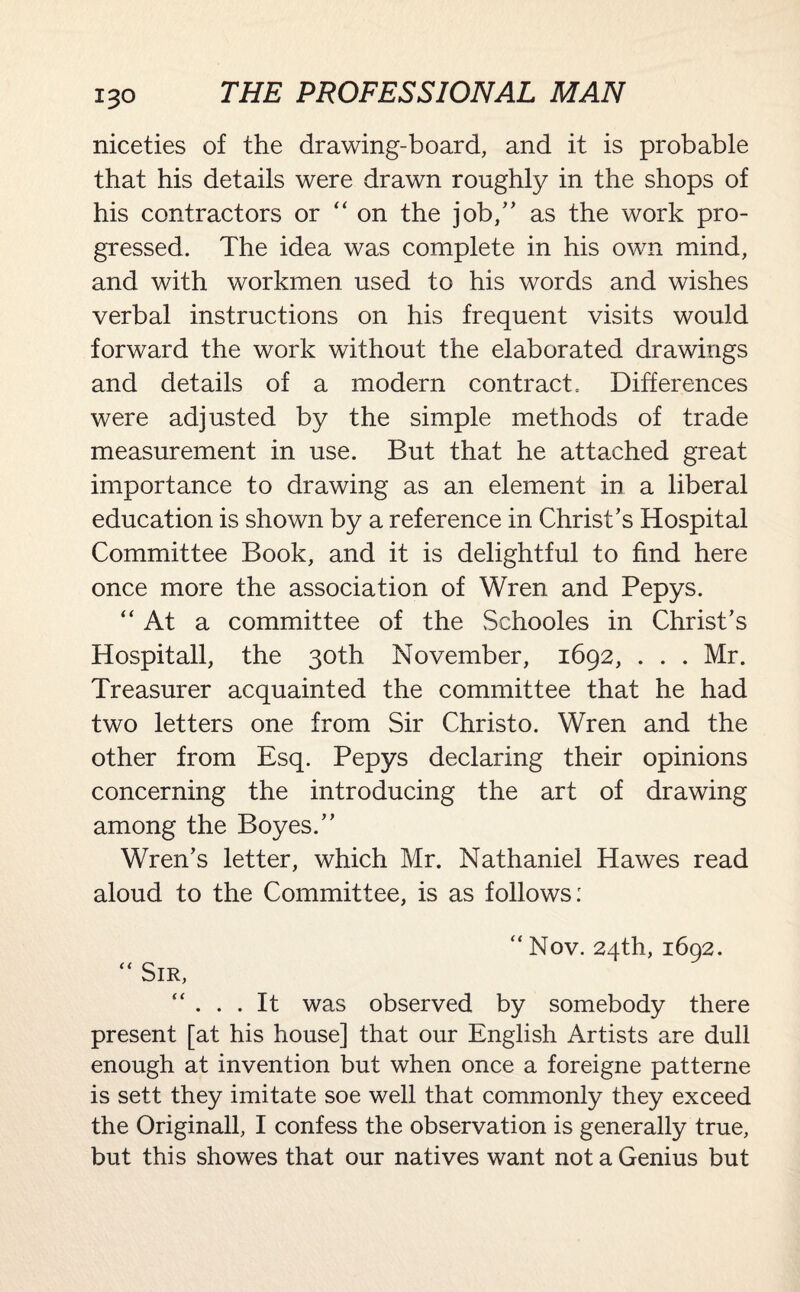 130 THE PROFESSIONAL MAN
niceties of the drawing-board, and it is probable
that his details were drawn roughly in the shops of
his contractors or “ on the job,” as the work pro-
gressed. The idea was complete in his own mind,
and with workmen used to his words and wishes
verbal instructions on his frequent visits would
forward the work without the elaborated drawings
and details of a modern contract. Differences
were adjusted by the simple methods of trade
measurement in use. But that he attached great
importance to drawing as an element in a liberal
education is shown by a reference in Christ’s Hospital
Committee Book, and it is delightful to find here
once more the association of Wren and Pepys.
“ At a committee of the Schooles in Christ’s
Hospitall, the 30th November, 1692, . . . Mr.
Treasurer acquainted the committee that he had
two letters one from Sir Christo. Wren and the
other from Esq. Pepys declaring their opinions
concerning the introducing the art of drawing
among the Boyes.”
Wren’s letter, which Mr. Nathaniel Hawes read
aloud to the Committee, is as follows:
“ Nov. 24th, 1692.
“ Sir,
“ . . . It was observed by somebody there
present [at his house] that our English Artists are dull
enough at invention but when once a foreigne patterne
is sett they imitate soe well that commonly they exceed
the Originall, I confess the observation is generally true,
but this showes that our natives want not a Genius but